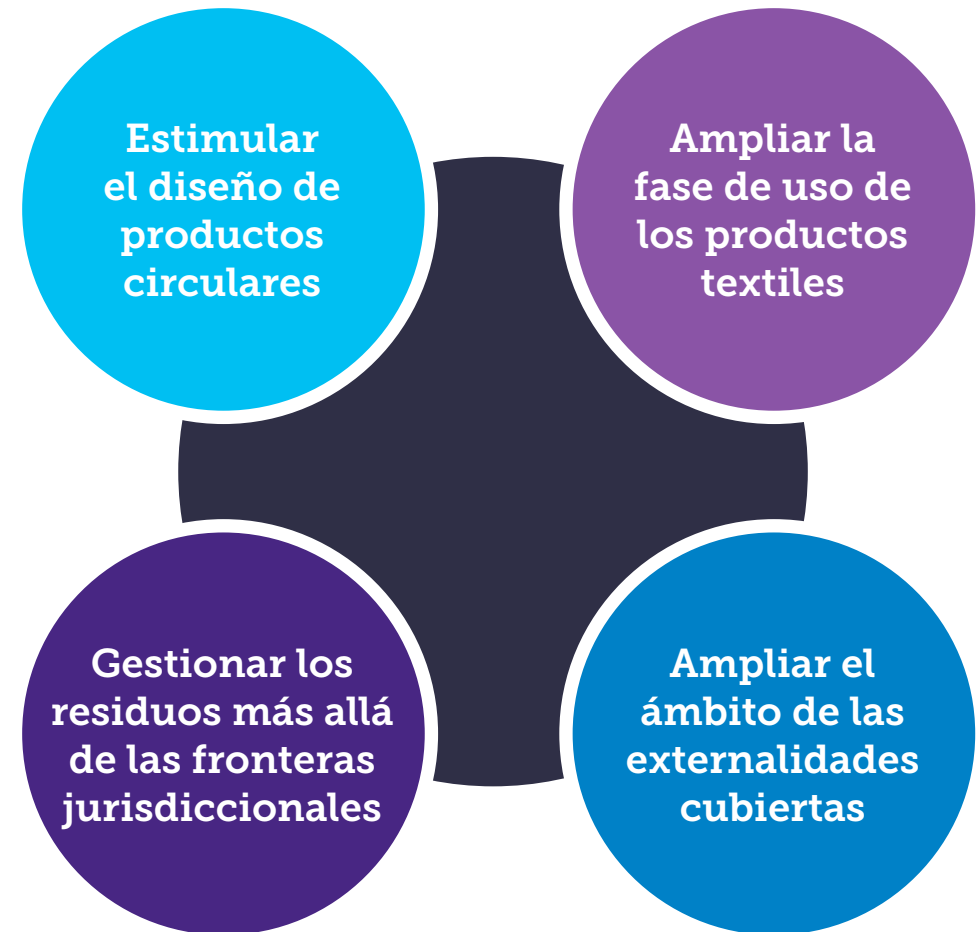 Estimular
el diseño de
productos
circulares
Ampliar la
fase de uso de
los productos
textiles
Gestionar los
residuos más allá
de las fronteras
jurisdiccionales
Ampliar el
ámbito de las
externalidades
cubiertas